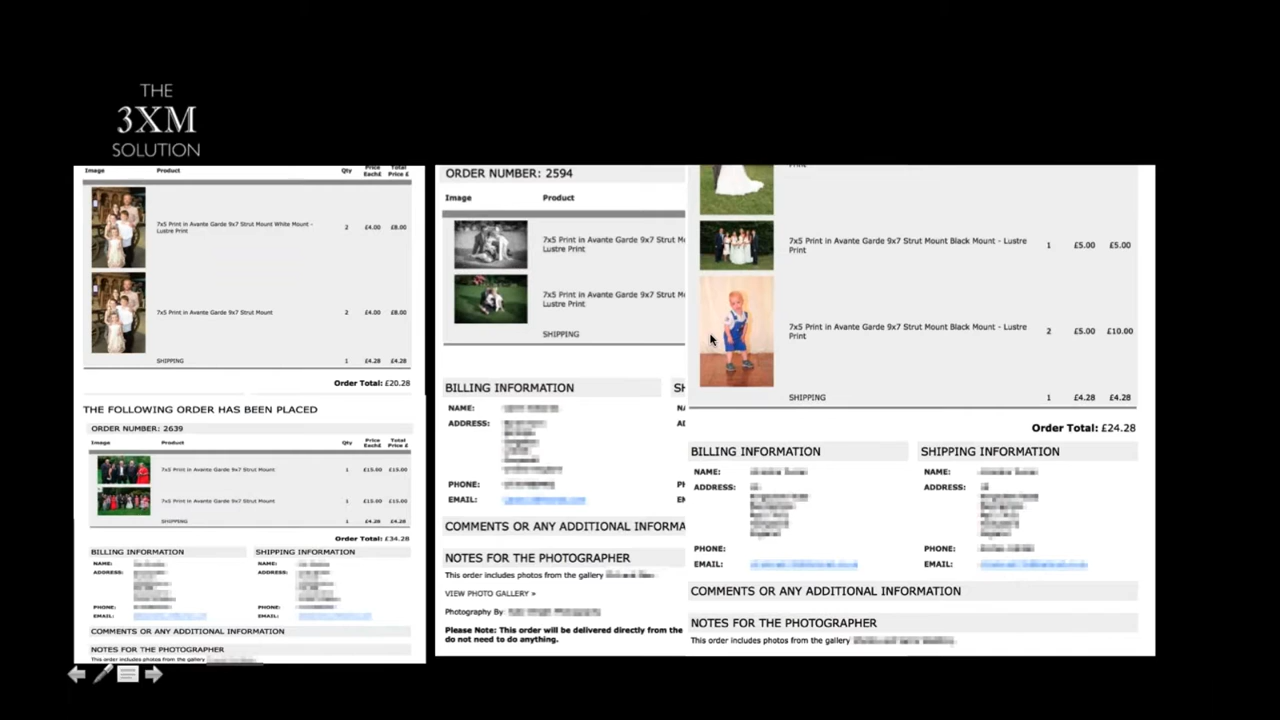 THE
3XM
SOLUTION
Image Product Qty Price Each£ Total Price £
7x5 Print in Avante Garde 9x7 Strut Mount White Mount -
Lustre Print 2 £4.00 £8.00
7x5 Print in Avante Garde 9x7 Strut Mount 2 £4.00 £8.00
SHIPPING 1 £4.28 £4.28
Order Total: £20.28
THE FOLLOWING ORDER HAS BEEN PLACED
ORDER NUMBER: 2639
Image Product Qty Price Each£ Total Price £
7x5 Print in Avante Garde 9x7 Strut Mount 1 £15.00 £15.00
7x5 Print in Avante Garde 9x7 Strut Mount 1 £15.00 £15.00
SHIPPING 1 £4.28 £4.28
Order Total: £34.28
BILLING INFORMATION SHIPPING INFORMATION
NAME: NAME:
ADDRESS: ADDRESS:
PHONE: PHONE:
EMAIL: EMAIL:
COMMENTS OR ANY ADDITIONAL INFORMATION
NOTES FOR THE PHOTOGRAPHER
This order includes photos from the gallery
ORDER NUMBER: 2594
Image Product
7x5 Print in Avante Garde 9x7 Strut M
Lustre Print
7x5 Print in Avante Garde 9x7 Strut M
Lustre Print
SHIPPING
BILLING INFORMATION SH
NAME: NA
ADDRESS: AD
PHONE: PH
EMAIL: EM
COMMENTS OR ANY ADDITIONAL INFORMA
NOTES FOR THE PHOTOGRAPHER
This order includes photos from the gallery
VIEW PHOTO GALLERY >
Photography By:
Please Note: This order will be delivered directly from the
do not need to do anything.
7x5 Print in Avante Garde 9x7 Strut Mount Black Mount - Lustre
Print 1 £5.00 £5.00
7x5 Print in Avante Garde 9x7 Strut Mount Black Mount - Lustre
Print 2 £5.00 £10.00
SHIPPING 1 £4.28 £4.28
Order Total: £24.28
BILLING INFORMATION SHIPPING INFORMATION
NAME: NAME:
ADDRESS: ADDRESS:
PHONE: PHONE:
EMAIL: EMAIL:
COMMENTS OR ANY ADDITIONAL INFORMATION
NOTES FOR THE PHOTOGRAPHER
This order includes photos from the gallery